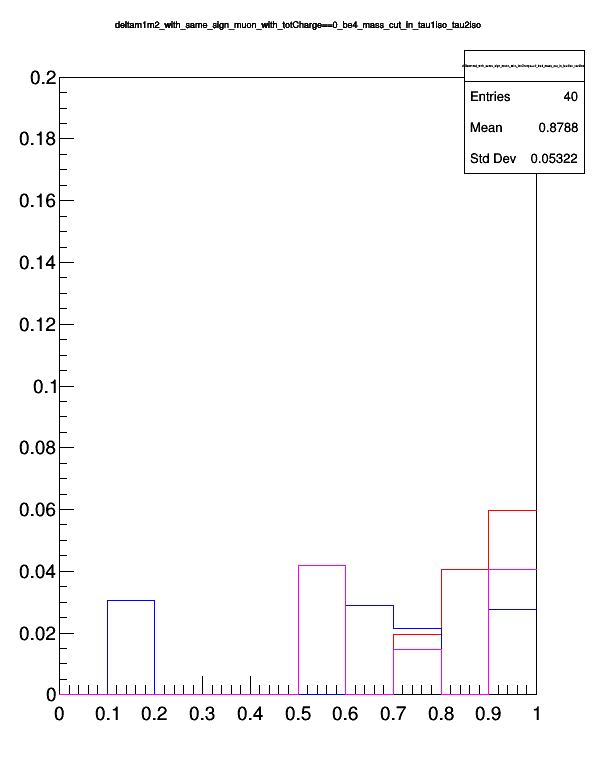 deltam1m2_with_same_sign_muon_with_totCharge==0_be4_mass_cut_in_tau1iso_tau2iso
Entries 40
Mean 0.8788
Std Dev 0.05322
0.2
0.18
0.16
0.14
0.12
0.1
0.08
0.06
0.04
0.02
0
0 0.1 0.2 0.3 0.4 0.5 0.6 0.7 0.8 0.9 1